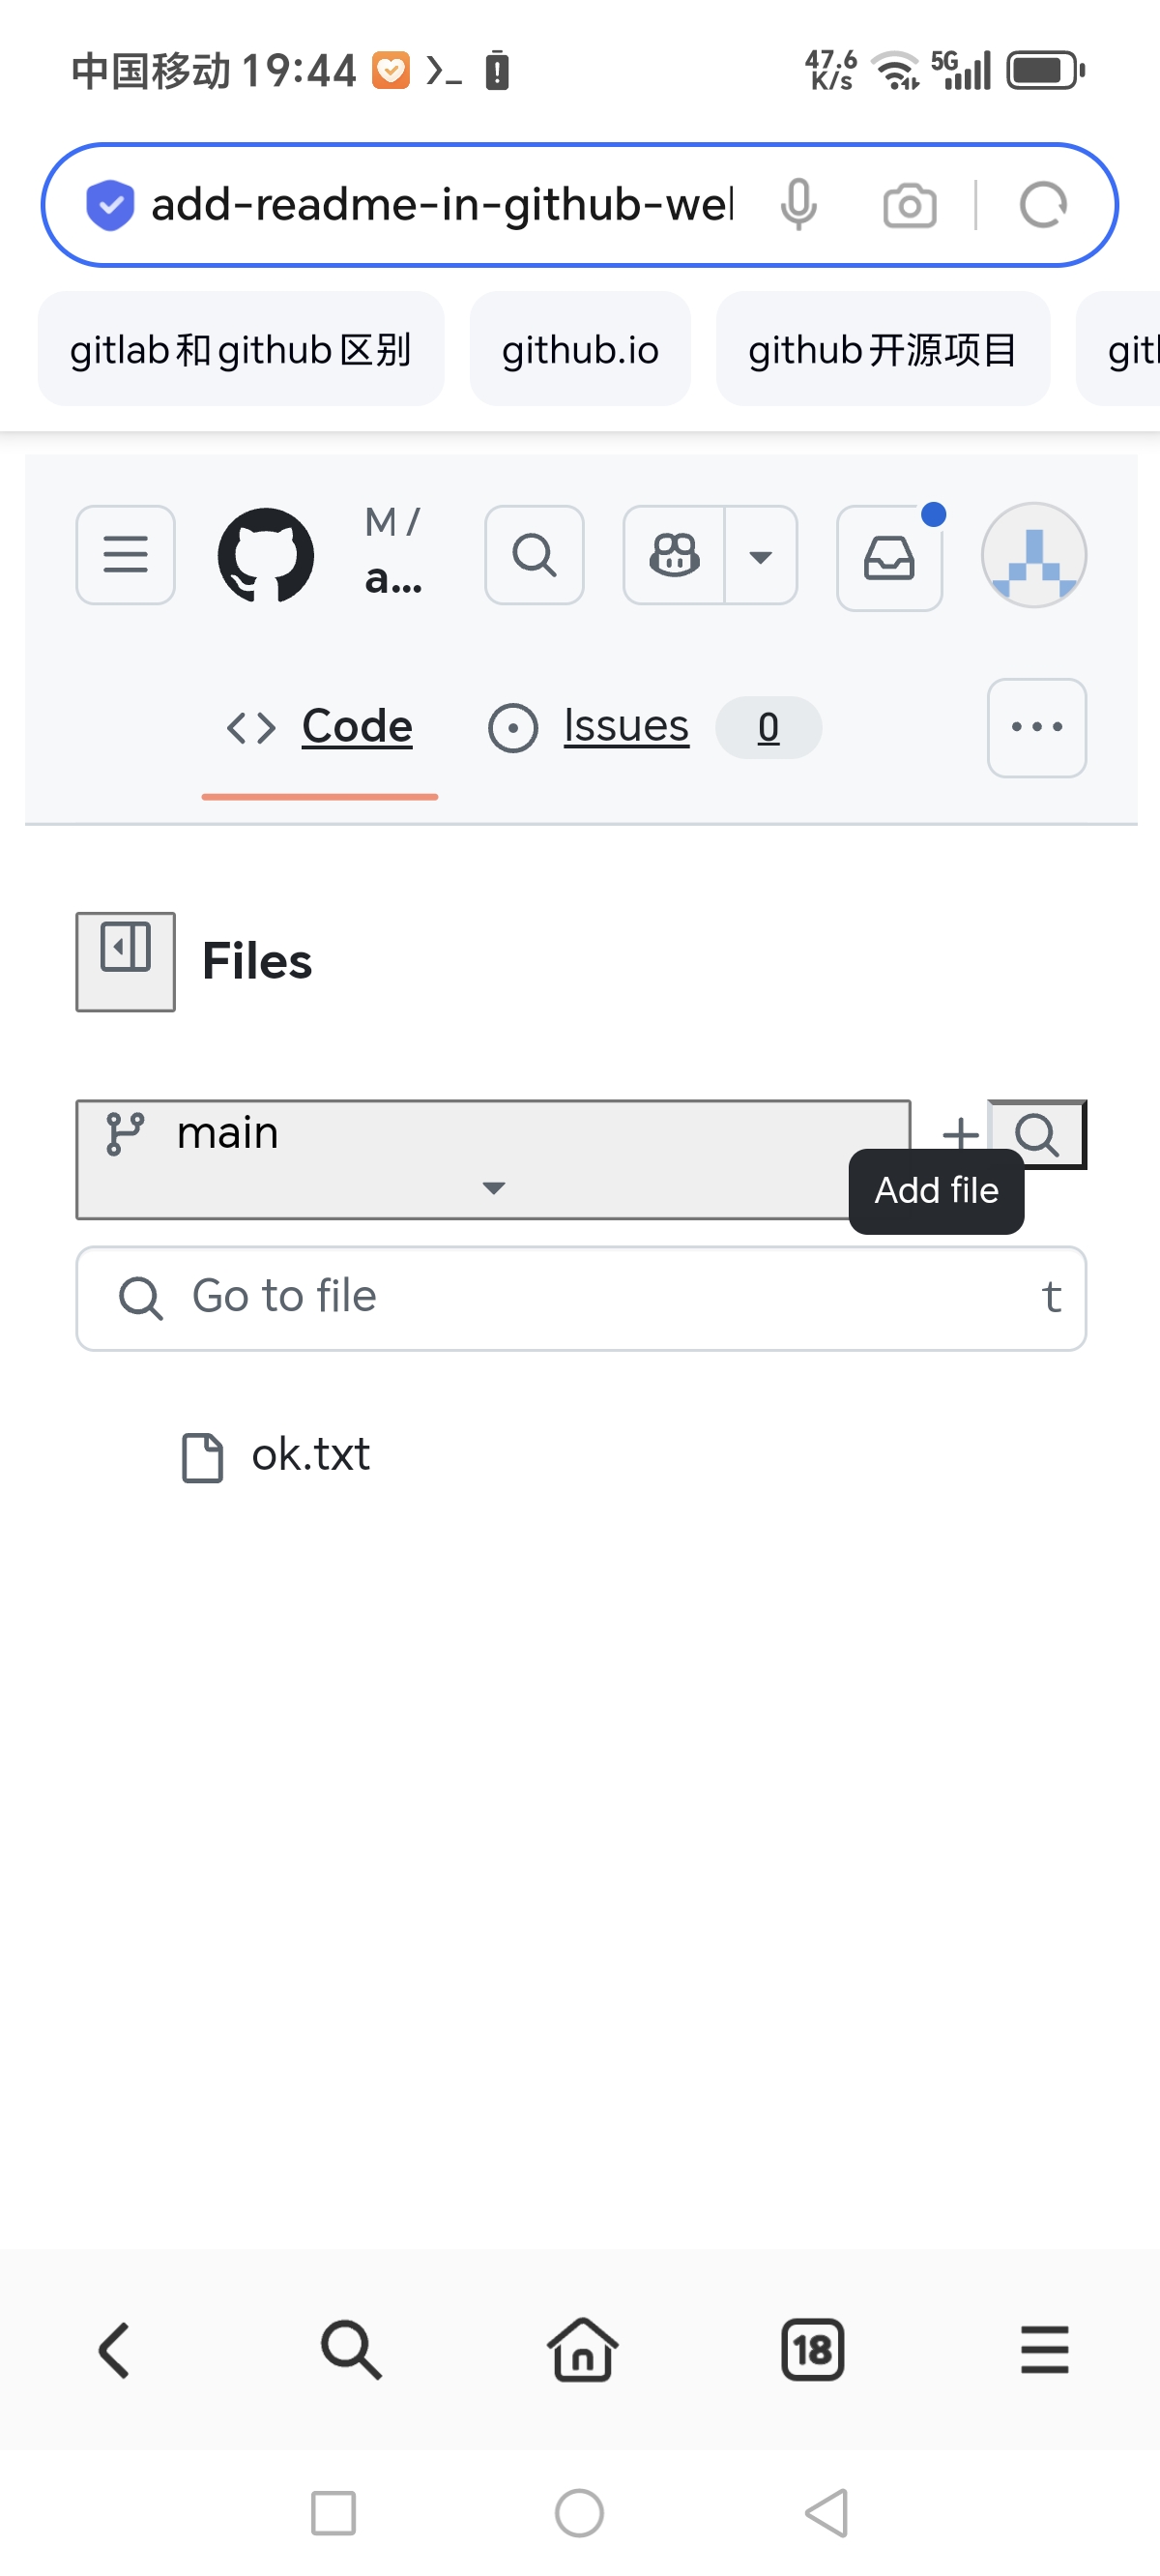 中国移动 19:44
47.6 K/s 5G
add-readme-in-github-we
gitlab和github区别 github.io github开源项目
M /
a...
Code Issues 0
Files
main
Add file
Go to file t
ok.txt
18